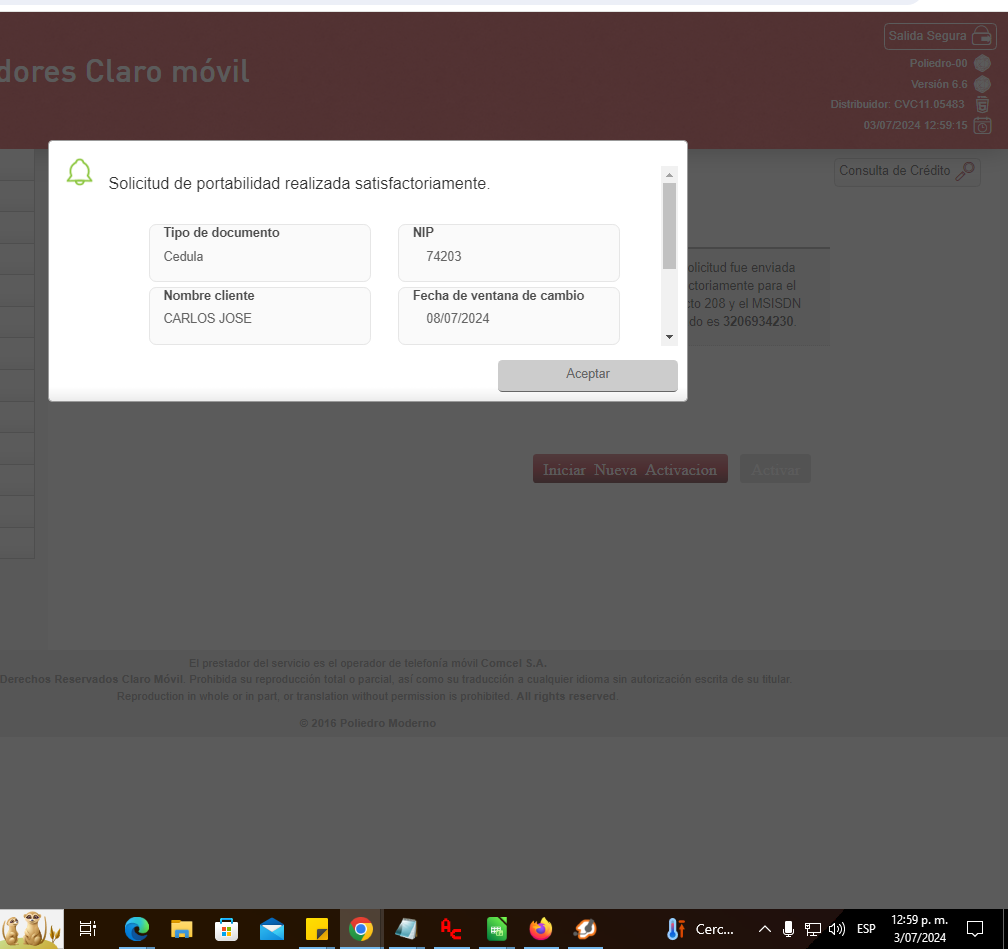 dores Claro móvil
Salida Segura
Poliedro-00
Versión 6.6
Distribuidor: CVC11.05483
03/07/2024 12:59:15
Consulta de Crédito
Solicitud de portabilidad realizada satisfactoriamente.
Tipo de documento
Cedula
NIP
74203
Nombre cliente
CARLOS JOSE
Fecha de ventana de cambio
08/07/2024
Aceptar
olicitud fue enviada
ctoriamente para el
cto 208 y el MSISDN
do es 3206934230.
Iniciar Nueva Activacion
Activar
El prestador del servicio es el operador de telefonía móvil Comcel S.A.
Derechos Reservados Claro Móvil. Prohibida su reproducción total o parcial, así como su traducción a cualquier idioma sin autorización escrita de su titular.
Reproduction in whole or in part, or translation without permission is prohibited. All rights reserved.
© 2016 Poliedro Moderno
Cerc...
ESP
12:59 p. m.
3/07/2024